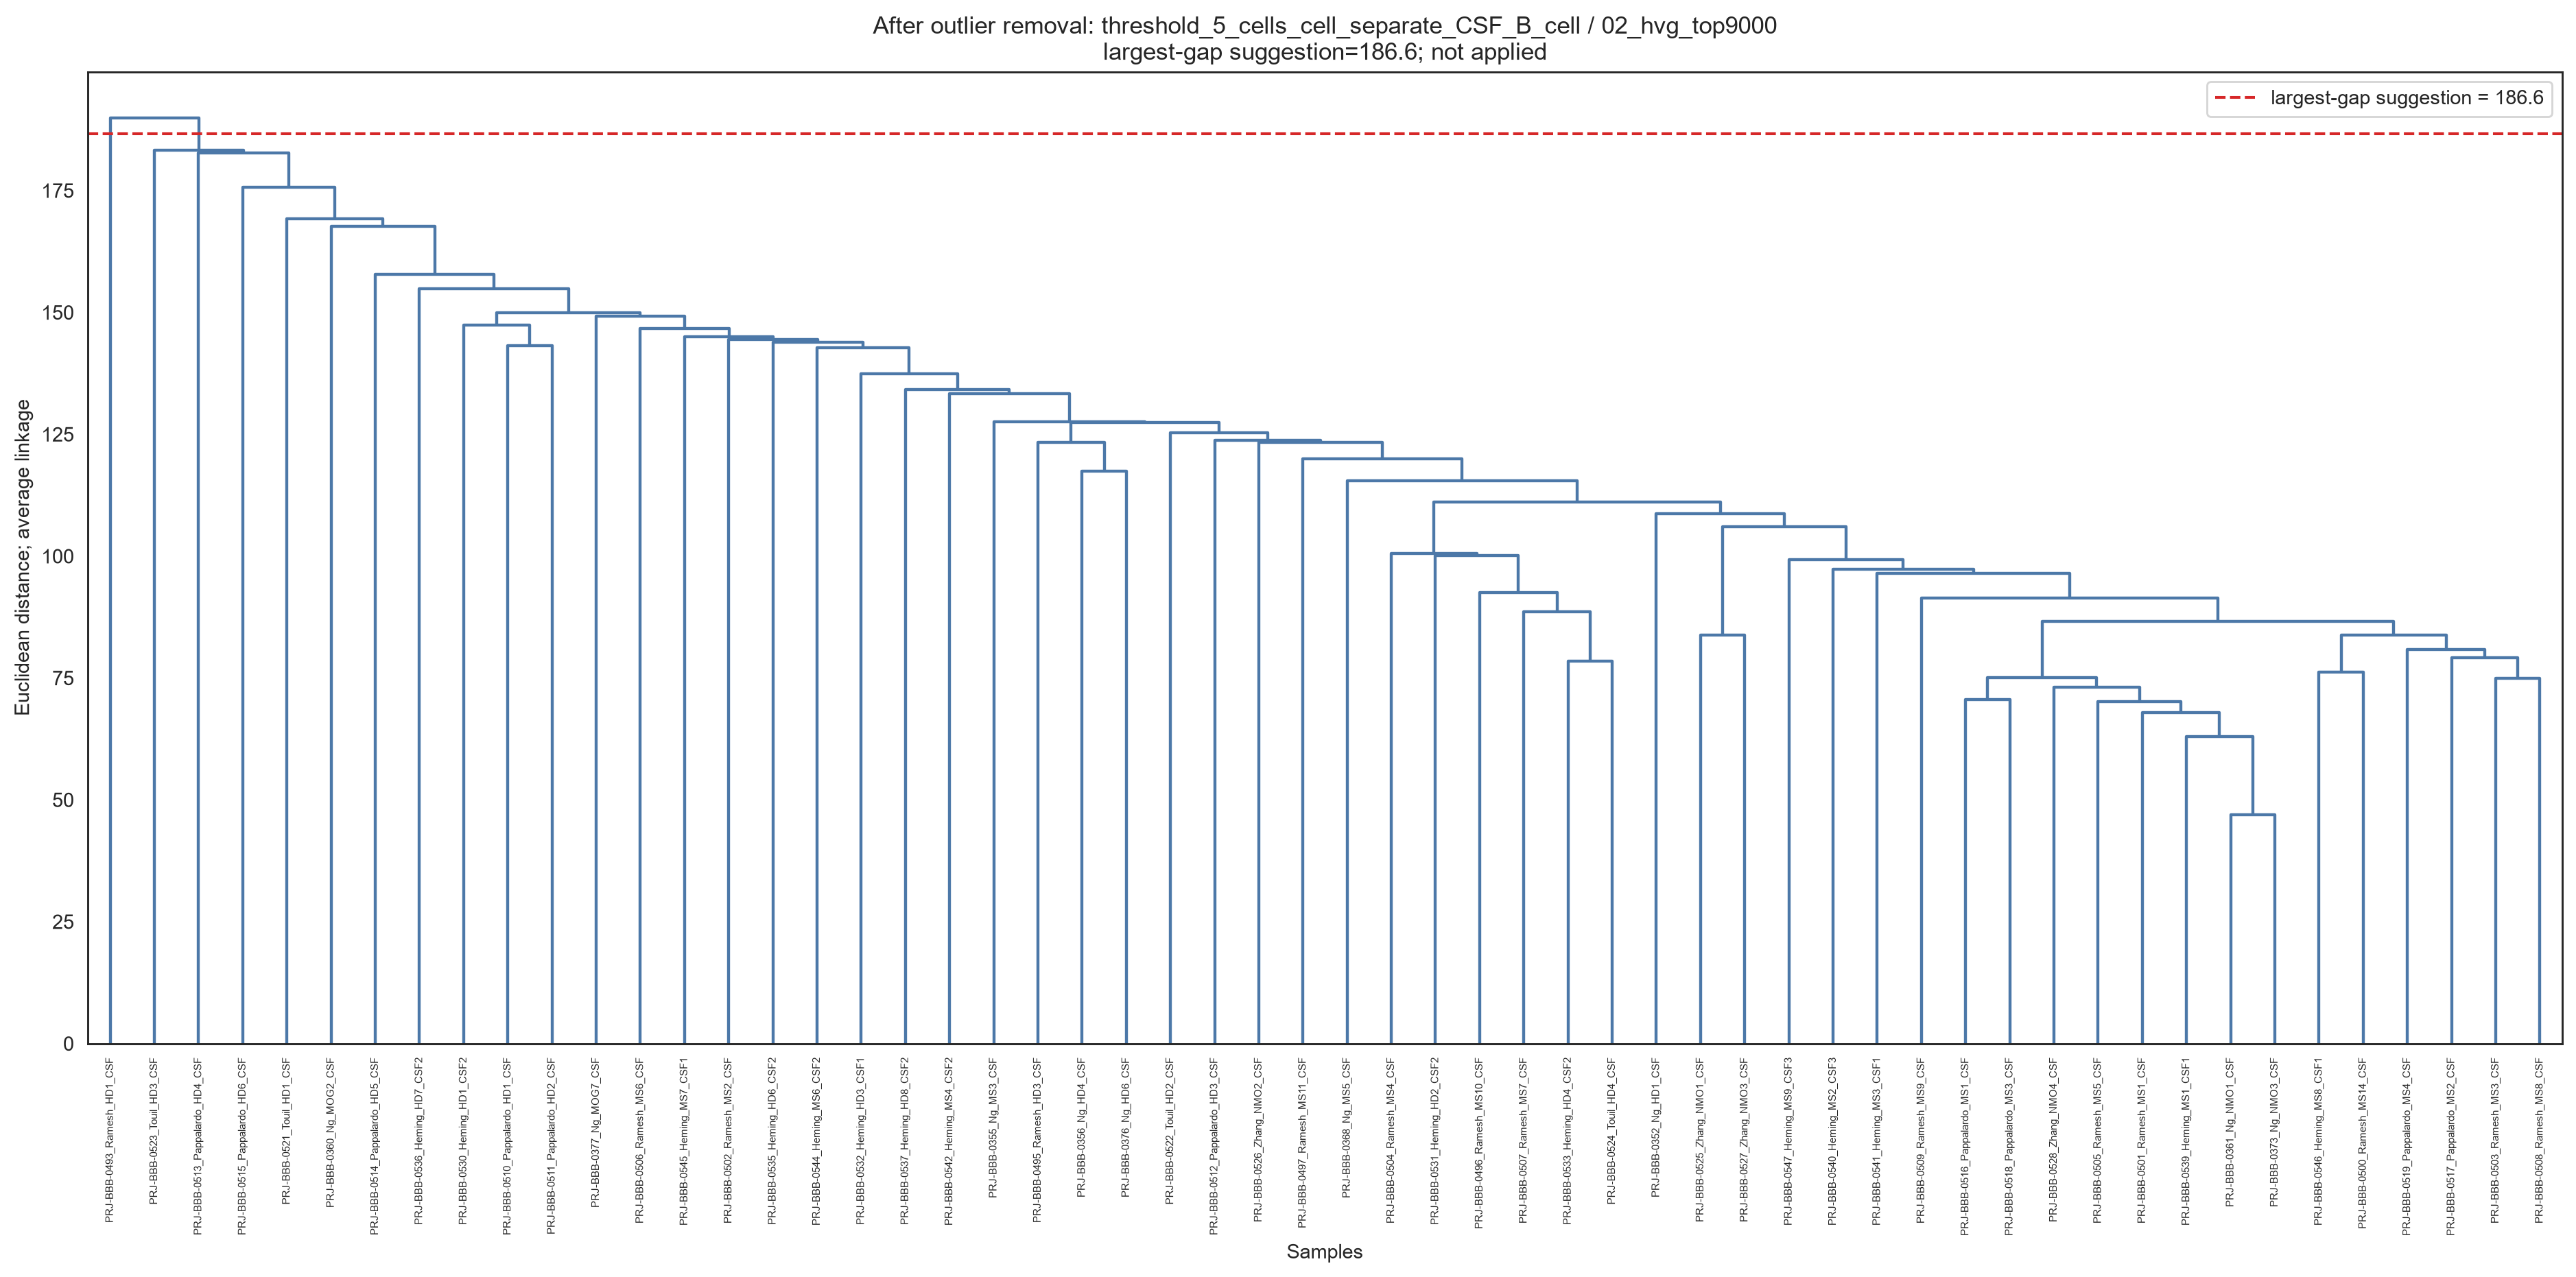 After outlier removal: threshold_5_cells_cell_separate_CSF_B_cell / 02_hvg_top9000
largest-gap suggestion=186.6; not applied
largest-gap suggestion = 186.6
Euclidean distance; average linkage
175
150
125
100
75
50
25
0
PRJ-BBB-0493_Ramesh_HD1_CSF
PRJ-BBB-0523_Touil_HD3_CSF
PRJ-BBB-0513_Pappalardo_HD4_CSF
PRJ-BBB-0515_Pappalardo_HD6_CSF
PRJ-BBB-0521_Touil_HD1_CSF
PRJ-BBB-0360_Ng_MOG2_CSF
PRJ-BBB-0514_Pappalardo_HD5_CSF
PRJ-BBB-0536_Heming_HD7_CSF2
PRJ-BBB-0530_Heming_HD1_CSF2
PRJ-BBB-0510_Pappalardo_HD1_CSF
PRJ-BBB-0511_Pappalardo_HD2_CSF
PRJ-BBB-0377_Ng_MOG7_CSF
PRJ-BBB-0506_Ramesh_MS6_CSF
PRJ-BBB-0545_Heming_MS7_CSF1
PRJ-BBB-0502_Ramesh_MS2_CSF
PRJ-BBB-0535_Heming_HD6_CSF2
PRJ-BBB-0544_Heming_MS6_CSF2
PRJ-BBB-0532_Heming_HD3_CSF1
PRJ-BBB-0537_Heming_HD8_CSF2
PRJ-BBB-0542_Heming_MS4_CSF2
PRJ-BBB-0355_Ng_MS3_CSF
PRJ-BBB-0495_Ramesh_HD3_CSF
PRJ-BBB-0356_Ng_HD4_CSF
PRJ-BBB-0376_Ng_HD6_CSF
PRJ-BBB-0522_Touil_HD2_CSF
PRJ-BBB-0512_Pappalardo_HD3_CSF
PRJ-BBB-0526_Zhang_NMO2_CSF
PRJ-BBB-0497_Ramesh_MS11_CSF
PRJ-BBB-0368_Ng_MS5_CSF
PRJ-BBB-0504_Ramesh_MS4_CSF
PRJ-BBB-0531_Heming_HD2_CSF2
PRJ-BBB-0496_Ramesh_MS10_CSF
PRJ-BBB-0507_Ramesh_MS7_CSF
PRJ-BBB-0533_Heming_HD4_CSF2
PRJ-BBB-0524_Touil_HD4_CSF
PRJ-BBB-0352_Ng_HD1_CSF
PRJ-BBB-0525_Zhang_NMO1_CSF
PRJ-BBB-0527_Zhang_NMO3_CSF
PRJ-BBB-0547_Heming_MS9_CSF3
PRJ-BBB-0540_Heming_MS2_CSF3
PRJ-BBB-0541_Heming_MS3_CSF1
PRJ-BBB-0509_Ramesh_MS9_CSF
PRJ-BBB-0516_Pappalardo_MS1_CSF
PRJ-BBB-0518_Pappalardo_MS3_CSF
PRJ-BBB-0528_Zhang_NMO4_CSF
PRJ-BBB-0505_Ramesh_MS5_CSF
PRJ-BBB-0501_Ramesh_MS1_CSF
PRJ-BBB-0539_Heming_MS1_CSF1
PRJ-BBB-0361_Ng_NMO1_CSF
PRJ-BBB-0373_Ng_NMO3_CSF
PRJ-BBB-0546_Heming_MS8_CSF1
PRJ-BBB-0500_Ramesh_MS14_CSF
PRJ-BBB-0519_Pappalardo_MS4_CSF
PRJ-BBB-0517_Pappalardo_MS2_CSF
PRJ-BBB-0503_Ramesh_MS3_CSF
PRJ-BBB-0508_Ramesh_MS8_CSF
Samples